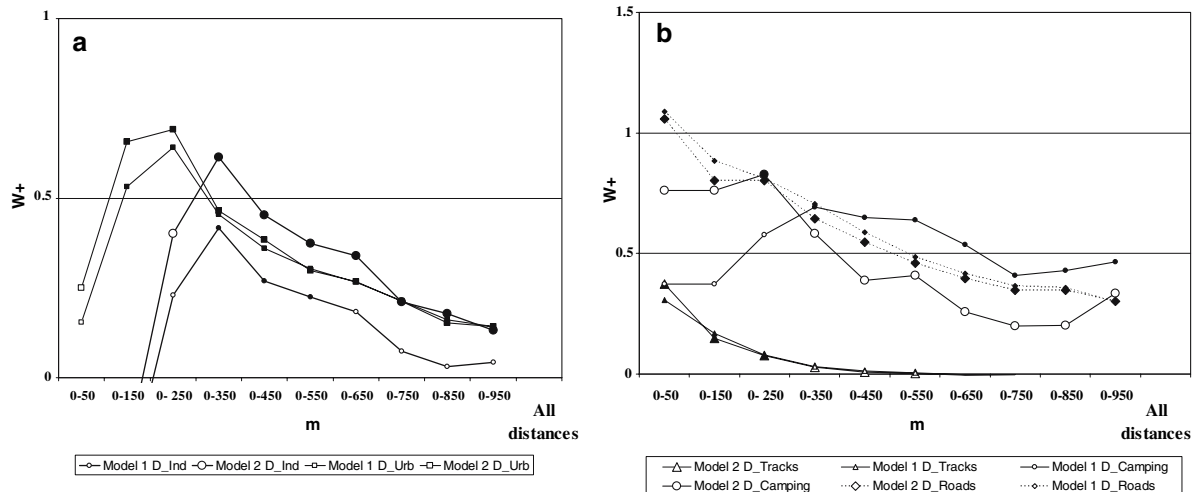 a
1
0.5
0
W+
0-50 0-150 0- 250 0-350 0-450 0-550 0-650 0-750 0-850 0-950 All distances
m
Model 1 D_Ind Model 2 D_Ind Model 1 D_Urb Model 2 D_Urb
b
1.5
1
0.5
0
W+
0-50 0-150 0- 250 0-350 0-450 0-550 0-650 0-750 0-850 0-950 All distances
m
Model 2 D_Tracks Model 1 D_Tracks Model 1 D_Camping
Model 2 D_Camping Model 2 D_Roads Model 1 D_Roads